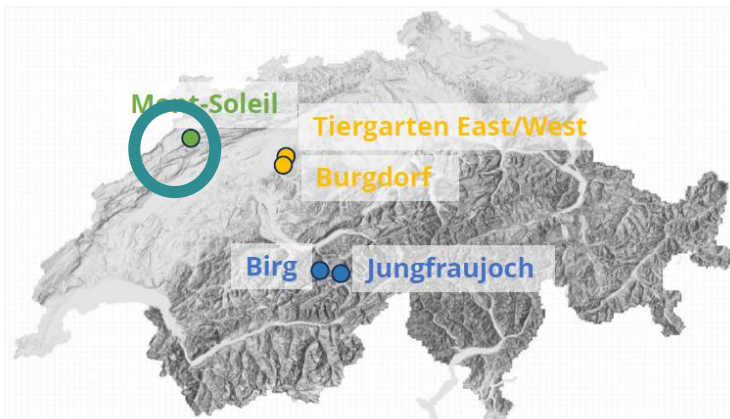 Mont-Soleil
Tiergarten East/West
Burgdorf
Birg
Jungfraujoch